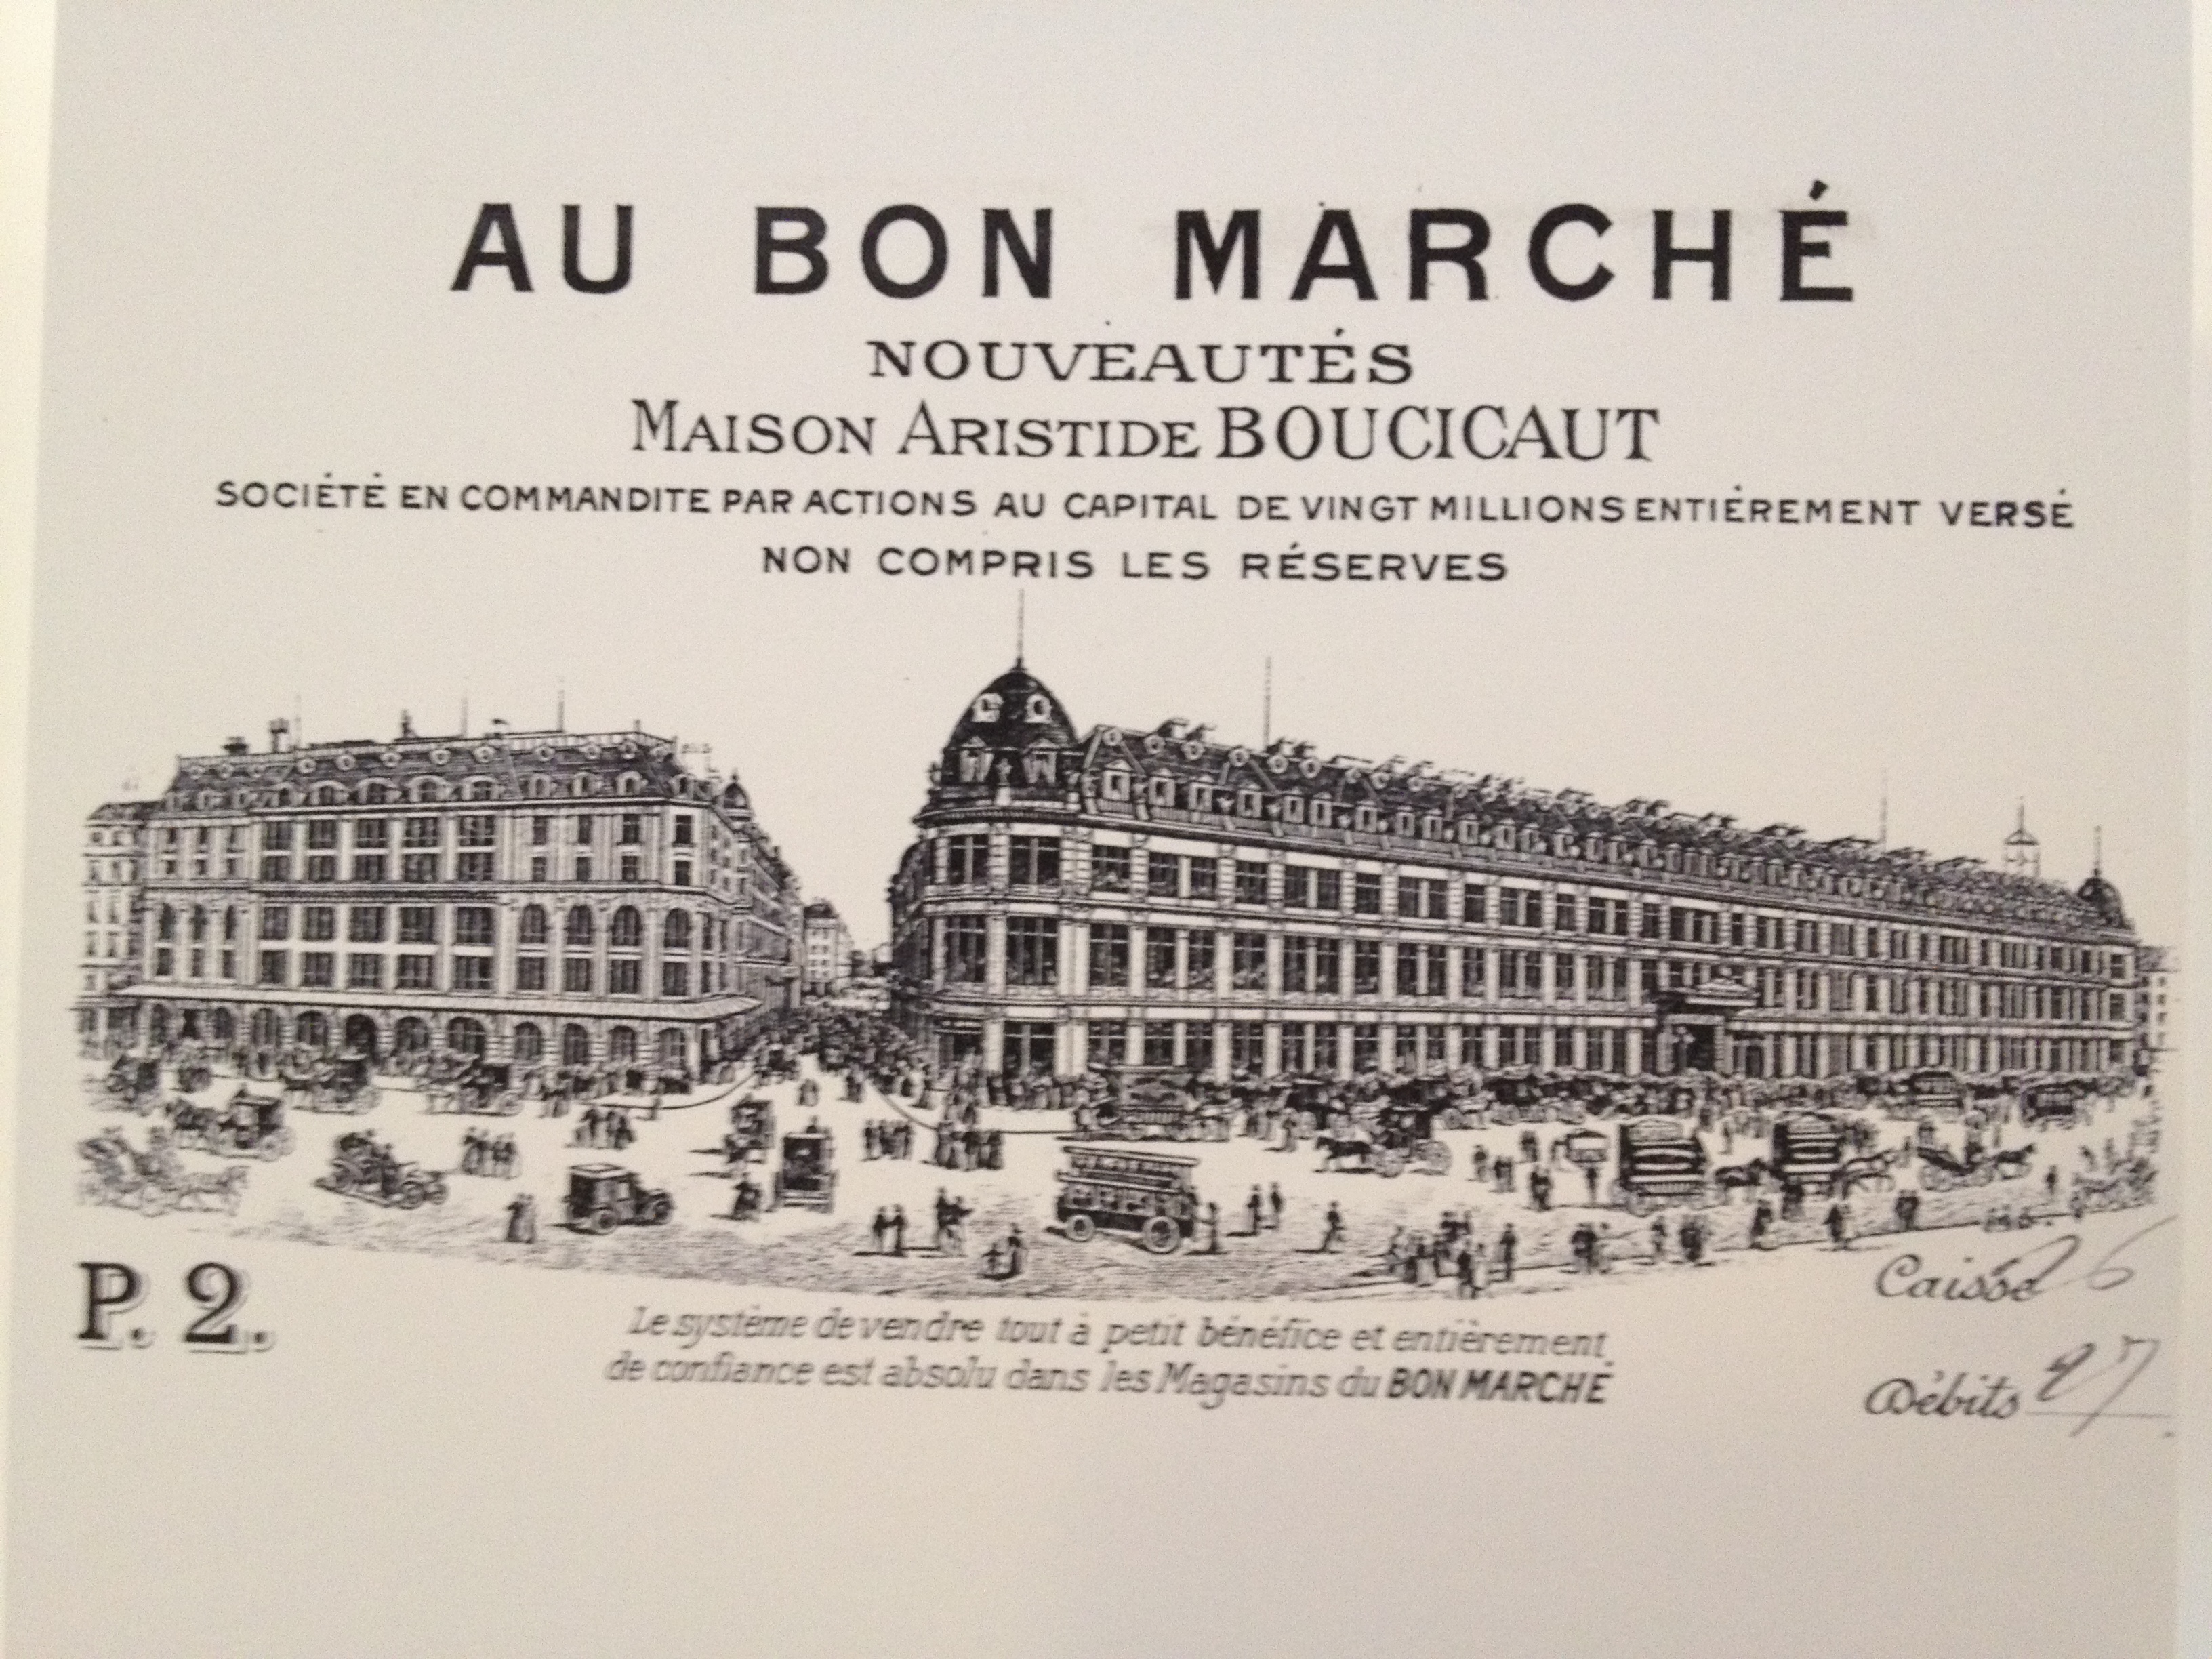 AU BON MARCHÉ
NOUVEAUTÉS
MAISON ARISTIDE BOUCICAUT
SOCIÉTÉ EN COMMANDITE PAR ACTIONS AU CAPITAL DE VINGT MILLIONS ENTIÉREMENT VERSÉ
NON COMPRIS LES RÉSERVES
P. 2.
Le système de vendre tout à petit bénéfice et entièrement
de confiance est absolu dans les Magasins du BON MARCHÉ
Caisse 26
Débits 27